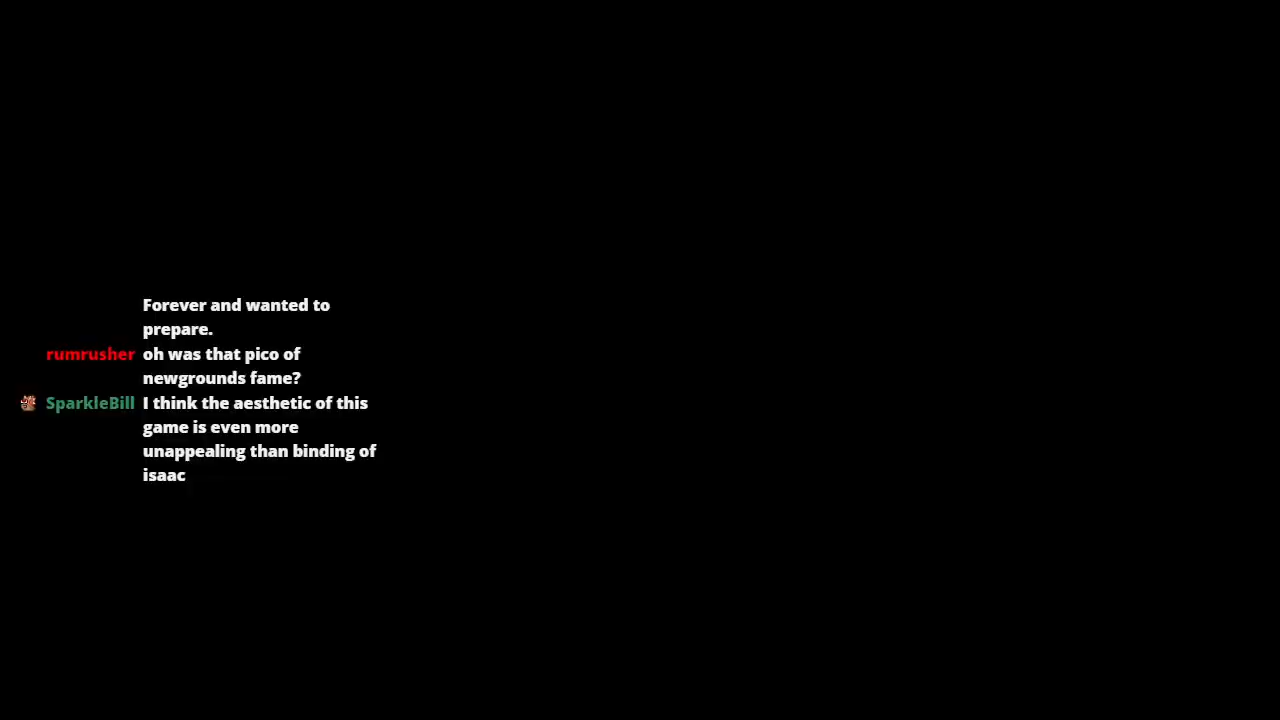 Forever and wanted to
prepare.
rumrusher oh was that pico of
newgrounds fame?
SparkleBill I think the aesthetic of this
game is even more
unappealing than binding of
isaac